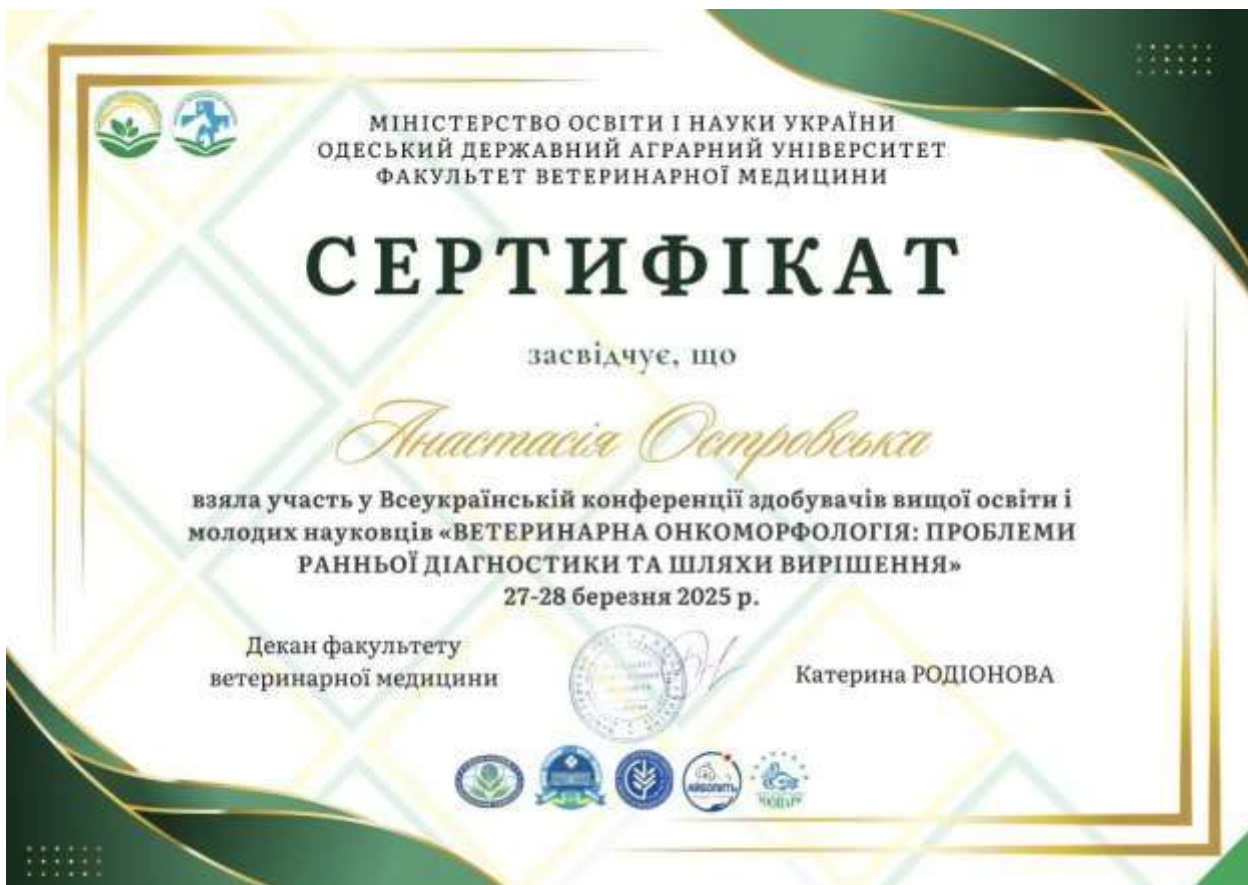 МІНІСТЕРСТВО ОСВІТИ І НАУКИ УКРАЇНИ
ОДЕСЬКИЙ ДЕРЖАВНИЙ АГРАРНИЙ УНІВЕРСИТЕТ
ФАКУЛЬТЕТ ВЕТЕРИНАРНОЇ МЕДИЦИНИ
СЕРТИФІКАТ
засвідчує, що
Анастасія Островська
взяла участь у Всеукраїнській конференції здобувачів вищої освіти і
молодих науковців «ВЕТЕРИНАРНА ОНКОМОРФОЛОГІЯ: ПРОБЛЕМИ
РАННЬОЇ ДІАГНОСТИКИ ТА ШЛЯХИ ВИРІШЕННЯ»
27-28 березня 2025 р.
Декан факультету
ветеринарної медицини
Катерина РОДІОНОВА
АЙБОЛИТЬ